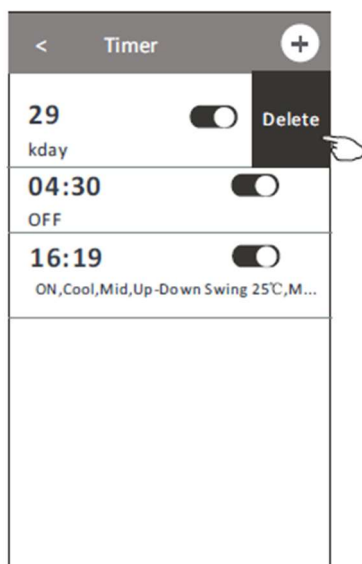 < Timer +
29
Delete
kday
04:30
OFF
16:19
ON,Cool,Mid,Up-Down Swing 25℃,M...